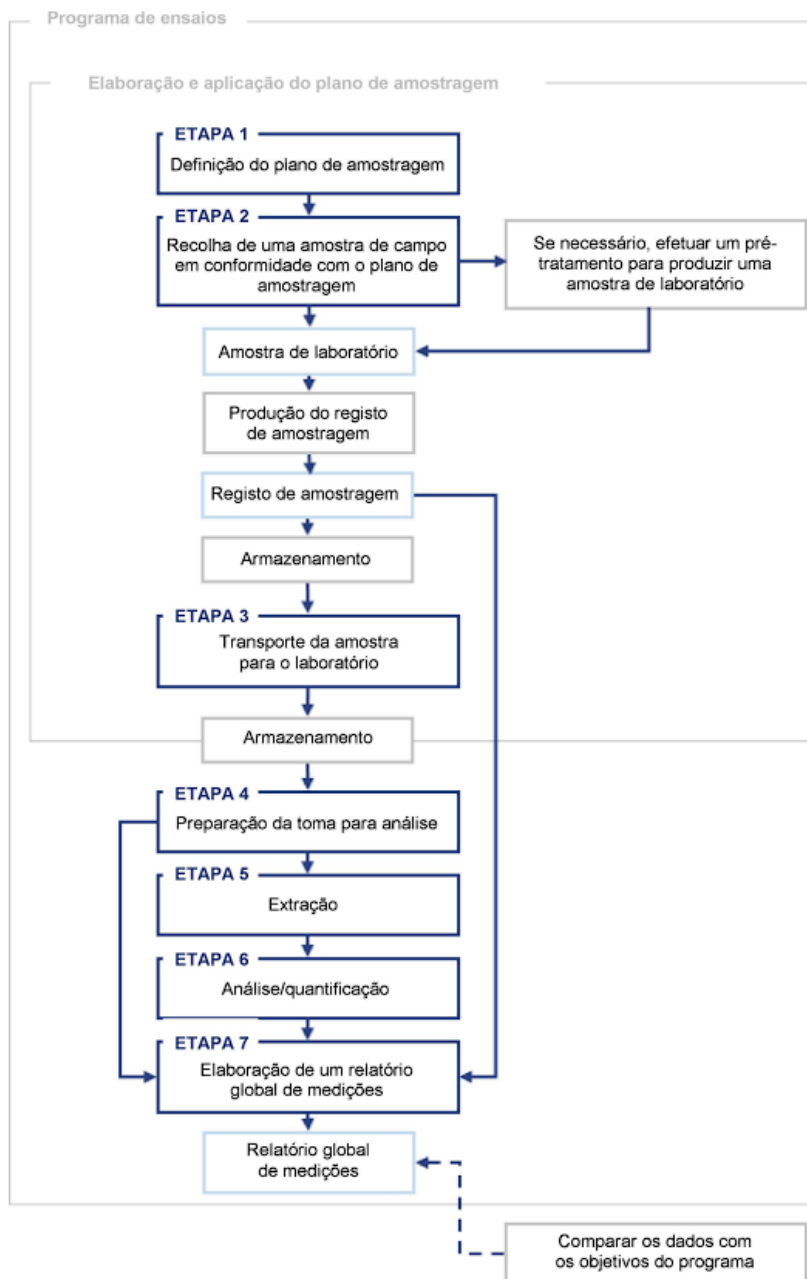 Programa de ensaios
Elaboração e aplicação do plano de amostragem
ETAPA 1
Definição do plano de amostragem
ETAPA 2
Recolha de uma amostra de campo
em conformidade com o plano de
amostragem
Se necessário, efetuar um pré-
tratamento para produzir uma
amostra de laboratório
Amostra de laboratório
Produção do registo
de amostragem
Registo de amostragem
Armazenamento
ETAPA 3
Transporte da amostra
para o laboratório
Armazenamento
ETAPA 4
Preparação da toma para análise
ETAPA 5
Extração
ETAPA 6
Análise/quantificação
ETAPA 7
Elaboração de um relatório
global de medições
Relatório global
de medições
Comparar os dados com
os objetivos do programa